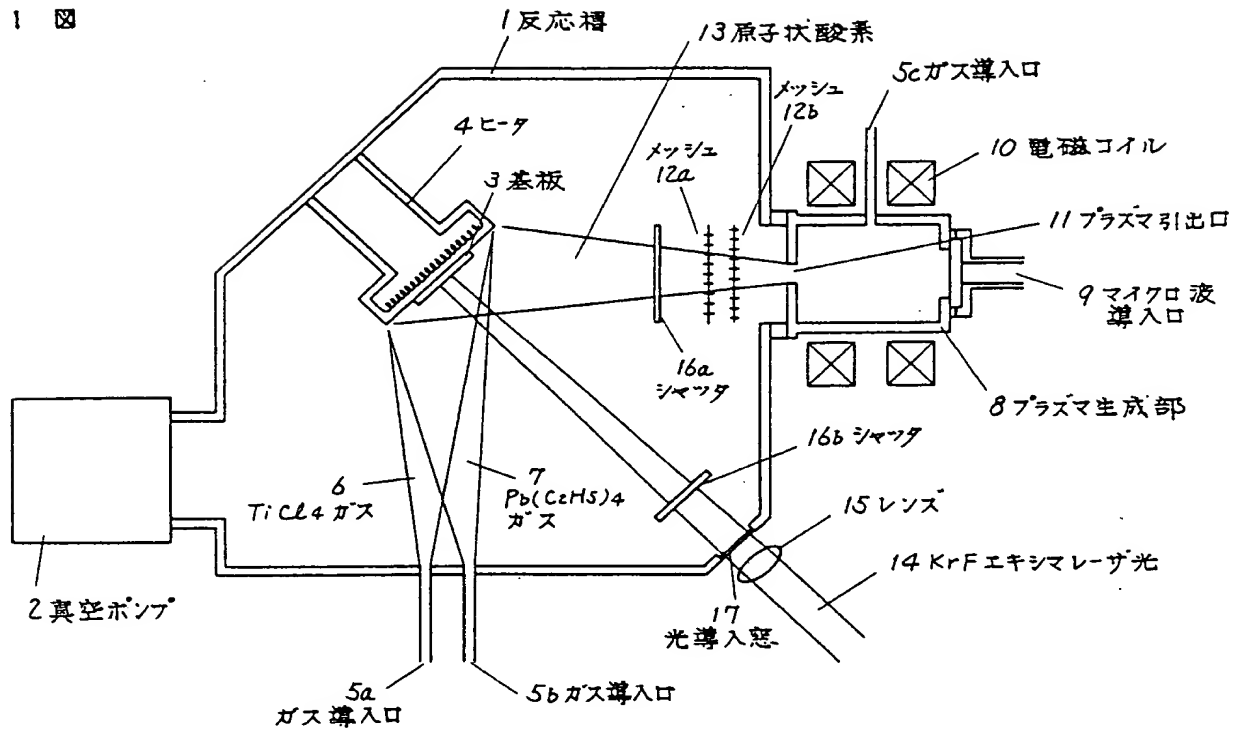 1 図
1 反応槽
13 原子状酸素
5c ガス導入口
メッシュ
12b
4 ヒータ
メッシュ
12a
10 電磁コイル
3 基板
11 プラズマ引出口
9 マイクロ波
導入口
16a
シャッタ
8 プラズマ生成部
16b シャッタ
6
TiCl4 ガス
7
Pb(C2H5)4
ガス
15 レンズ
14 KrF エキシマレーザ光
2 真空ポンプ
17
光導入窓
5a
ガス導入口
5b ガス導入口